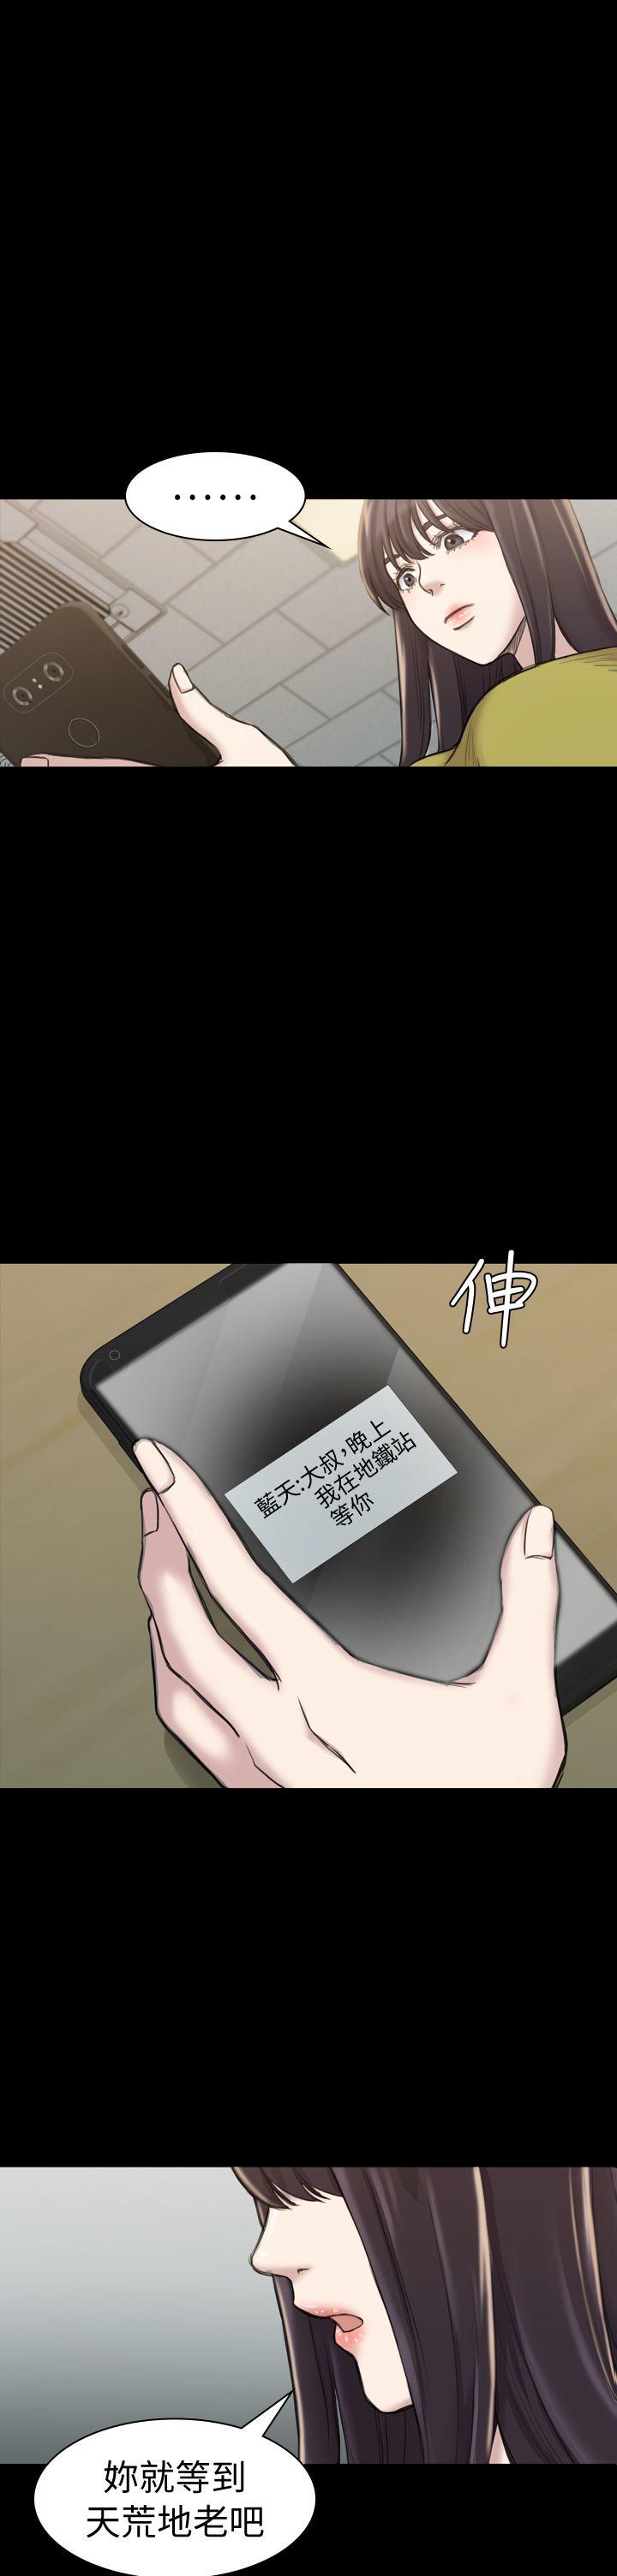 ......
伸
藍天:大叔,晚上
我在地鐵站
等你
妳就等到
天荒地老吧